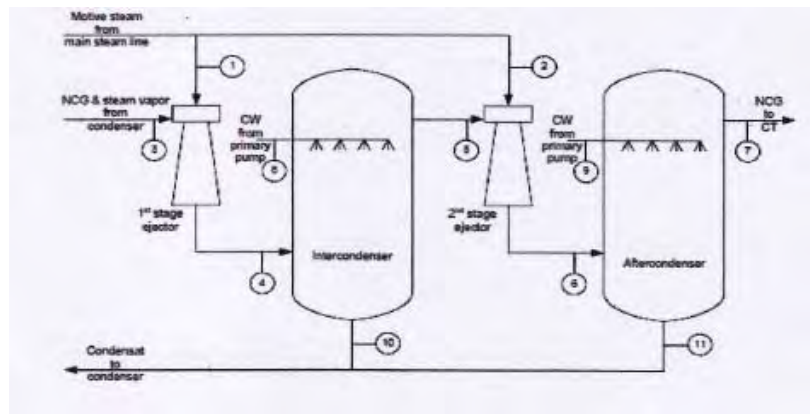 Motive steam
from
main steam line
1
2
NCG & steam vapor
from
condenser
3
CW
from
primary
pump
5
CW
from
primary
pump
9
NCG
to
CT
7
1st stage
ejector
2nd stage
ejector
4
Intercondenser
6
Aftercondenser
10
11
Condensat
to
condenser